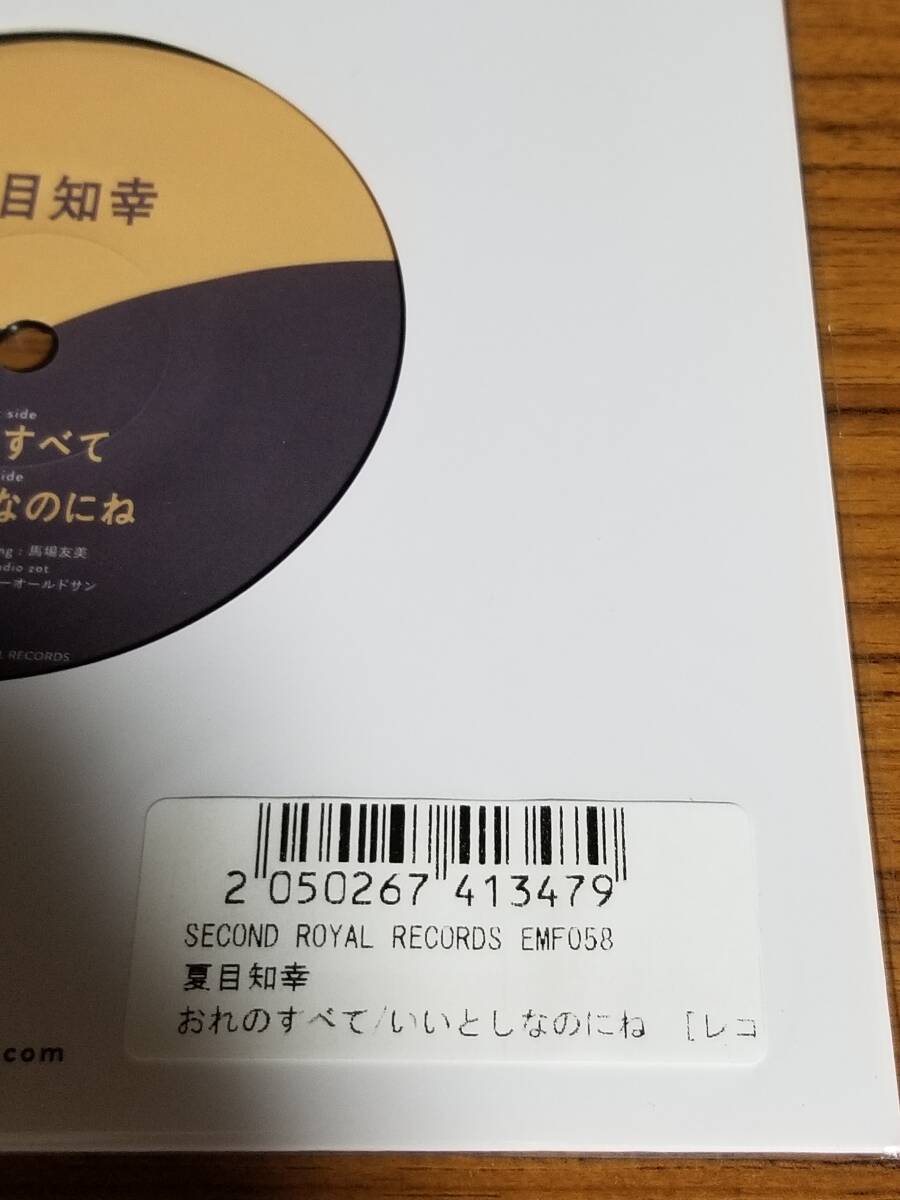 目知幸
side
すべて
ide
なのにね
ng : 馬場友美
dio zot
ーオールドサン
L RECORDS
2 050267 413479
SECOND ROYAL RECORDS EMF058
夏目知幸
おれのすべて/いいとしなのにね [レコ
.com